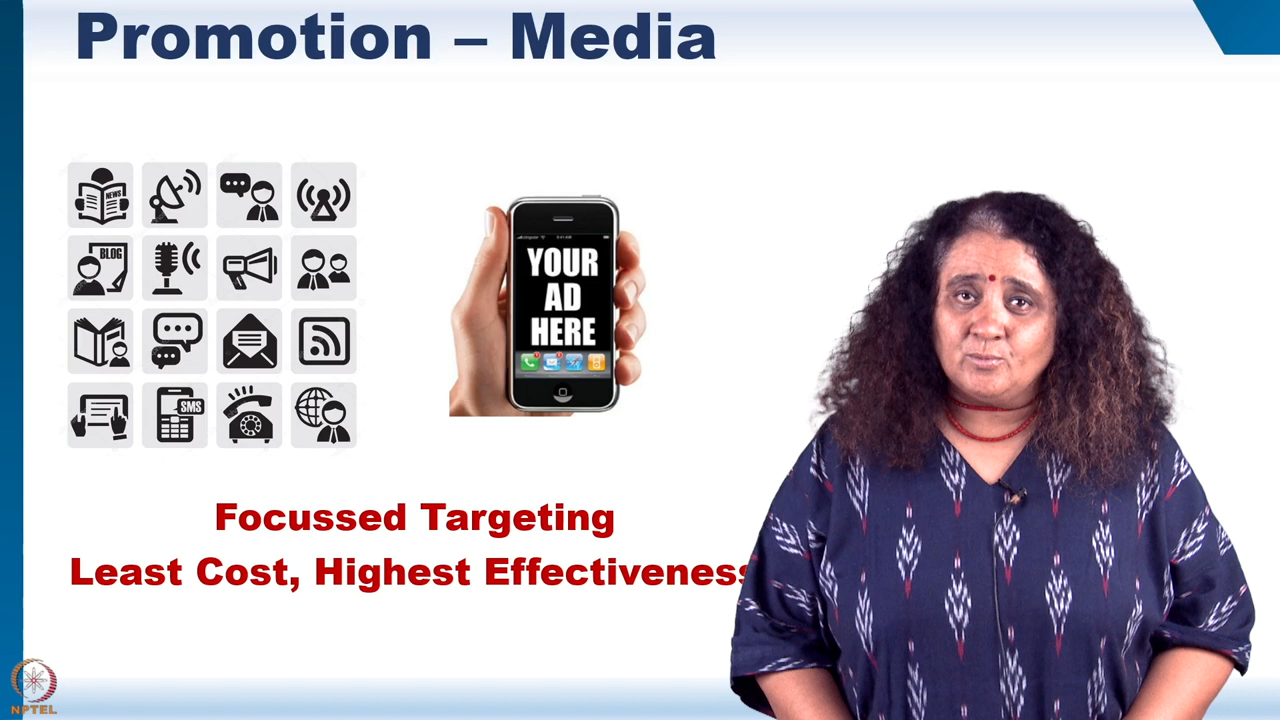 Promotion – Media
NEWS
BLOG
SMS
YOUR
AD
HERE
Focussed Targeting
Least Cost, Highest Effectiveness
NPTEL